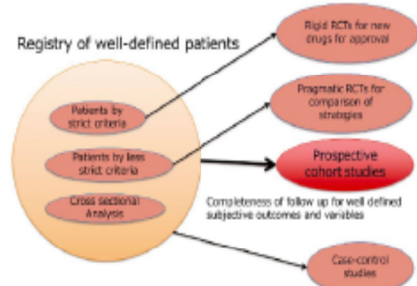 Registry of well-defined patients
Rigid RCTs for new
drugs for approval
Patients by
strict criteria
Pragmatic RCTs for
comparison of
strategies
Patients by less
strict criteria
Prospective
cohort studies
Cross sectional
Analysis
Completeness of follow up for well defined
subjective outcomes and variables
Case-control
studies